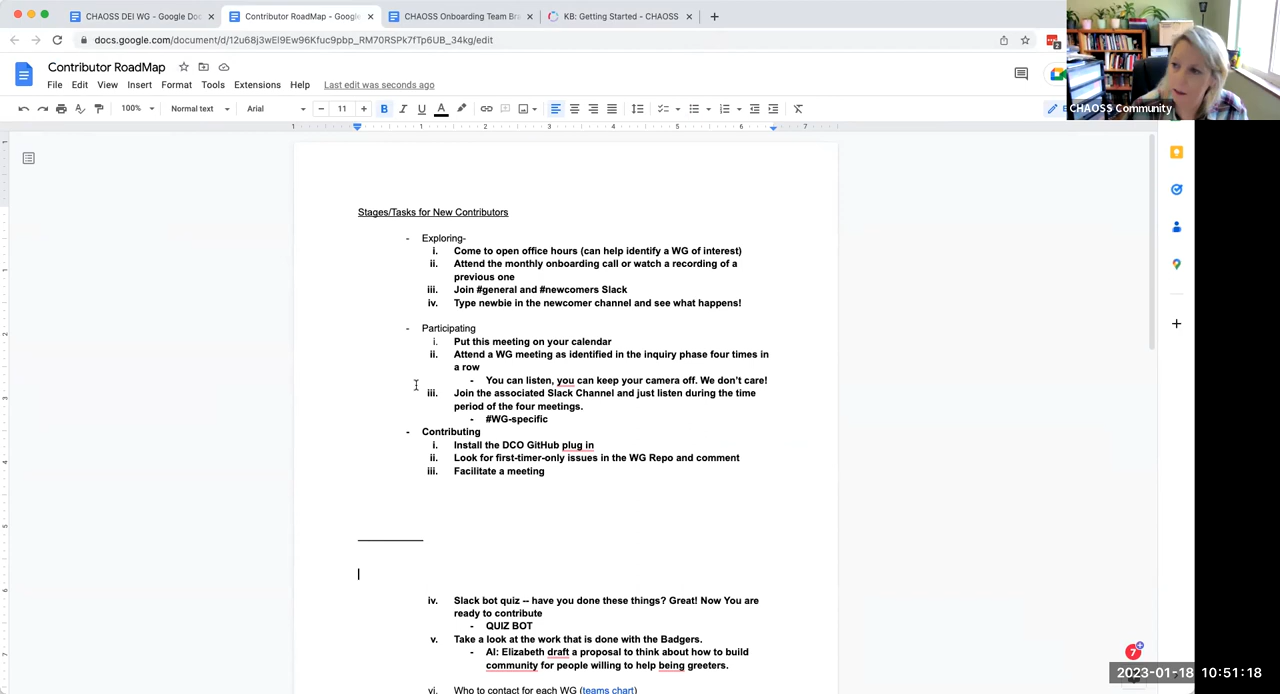 CHAOSS DEI WG - Google Doc
Contributor RoadMap - Google
CHAOSS Onboarding Team Bra
KB: Getting Started - CHAOSS
docs.google.com/document/d/12u68j3wEl9Ew96Kfuc9pbp_RM70RSPk7fTp6UB_34kg/edit
2
Contributor RoadMap
File Edit View Insert Format Tools Extensions Help Last edit was seconds ago
100% Normal text Arial 11 B I U A
CHAOSS Community
1 1 2 3 4 5 6 7
Stages/Tasks for New Contributors
- Exploring-
i. Come to open office hours (can help identify a WG of interest)
ii. Attend the monthly onboarding call or watch a recording of a
previous one
iii. Join #general and #newcomers Slack
iv. Type newbie in the newcomer channel and see what happens!
- Participating
i. Put this meeting on your calendar
ii. Attend a WG meeting as identified in the inquiry phase four times in
a row
- You can listen, you can keep your camera off. We don't care!
iii. Join the associated Slack Channel and just listen during the time
period of the four meetings.
- #WG-specific
- Contributing
i. Install the DCO GitHub plug in
ii. Look for first-timer-only issues in the WG Repo and comment
iii. Facilitate a meeting
iv. Slack bot quiz -- have you done these things? Great! Now You are
ready to contribute
- QUIZ BOT
v. Take a look at the work that is done with the Badgers.
- AI: Elizabeth draft a proposal to think about how to build
community for people willing to help being greeters.
vi. Who to contact for each WG (teams chart)
7
2023-01-18 10:51:18